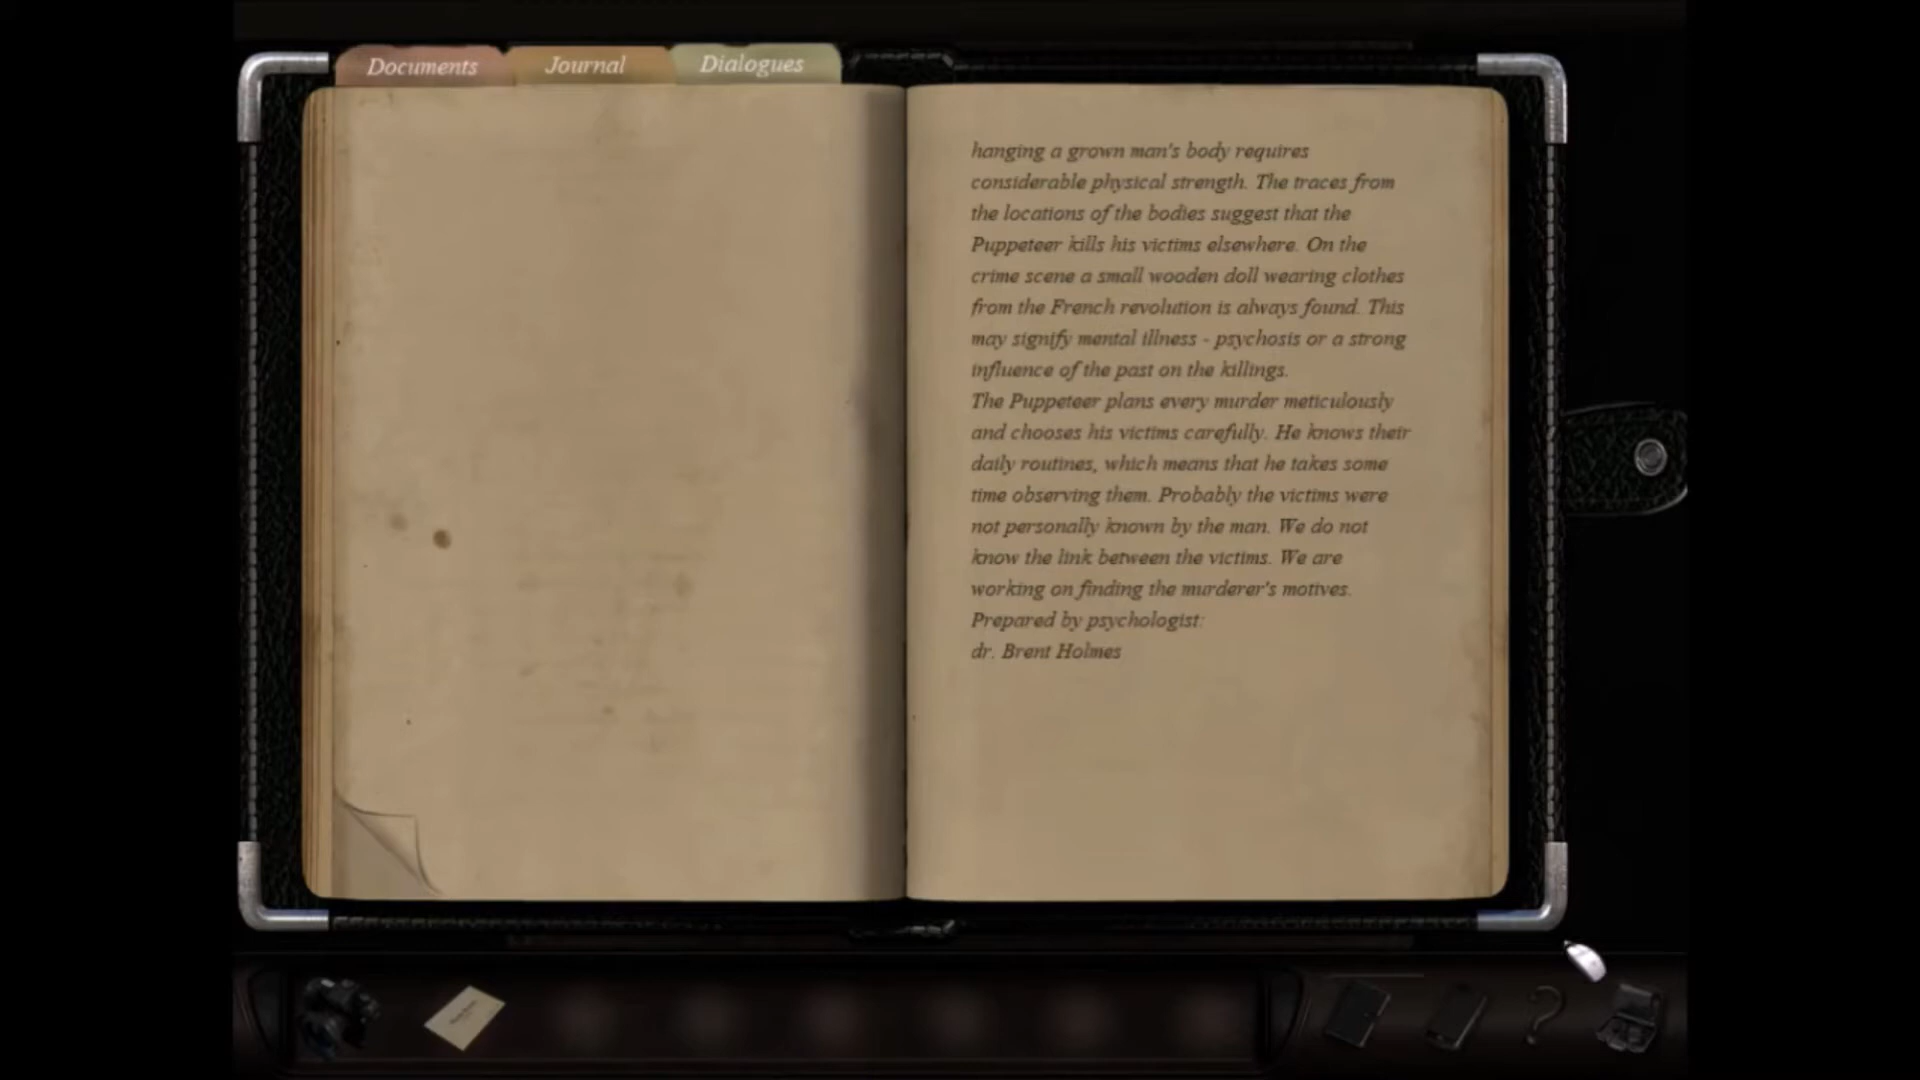 Documents
Journal
Dialogues
hanging a grown man's body requires
considerable physical strength. The traces from
the locations of the bodies suggest that the
Puppeteer kills his victims elsewhere. On the
crime scene a small wooden doll wearing clothes
from the French revolution is always found. This
may signify mental illness - psychosis or a strong
influence of the past on the killings.
The Puppeteer plans every murder meticulously
and chooses his victims carefully. He knows their
daily routines, which means that he takes some
time observing them. Probably the victims were
not personally known by the man. We do not
know the link between the victims. We are
working on finding the murderer's motives.
Prepared by psychologist:
dr. Brent Holmes
?